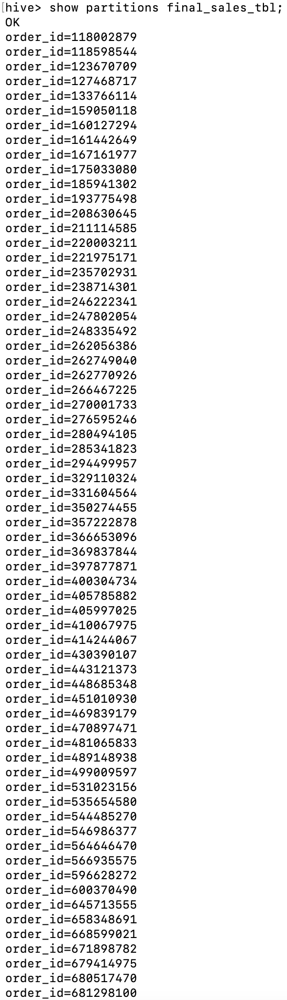 [hive> show partitions final_sales_tbl;
OK
order_id=118002879
order_id=118598544
order_id=123670709
order_id=127468717
order_id=133766114
order_id=159050118
order_id=160127294
order_id=161442649
order_id=167161977
order_id=175033080
order_id=185941302
order_id=193775498
order_id=208630645
order_id=211114585
order_id=220003211
order_id=221975171
order_id=235702931
order_id=238714301
order_id=246222341
order_id=247802054
order_id=248335492
order_id=262056386
order_id=262749040
order_id=262770926
order_id=266467225
order_id=270001733
order_id=276595246
order_id=280494105
order_id=285341823
order_id=294499957
order_id=329110324
order_id=331604564
order_id=350274455
order_id=357222878
order_id=366653096
order_id=369837844
order_id=397877871
order_id=400304734
order_id=405785882
order_id=405997025
order_id=410067975
order_id=414244067
order_id=430390107
order_id=443121373
order_id=448685348
order_id=451010930
order_id=469839179
order_id=470897471
order_id=481065833
order_id=489148938
order_id=499009597
order_id=531023156
order_id=535654580
order_id=544485270
order_id=546986377
order_id=564646470
order_id=566935575
order_id=596628272
order_id=600370490
order_id=645713555
order_id=658348691
order_id=668599021
order_id=671898782
order_id=679414975
order_id=680517470
order_id=681298100